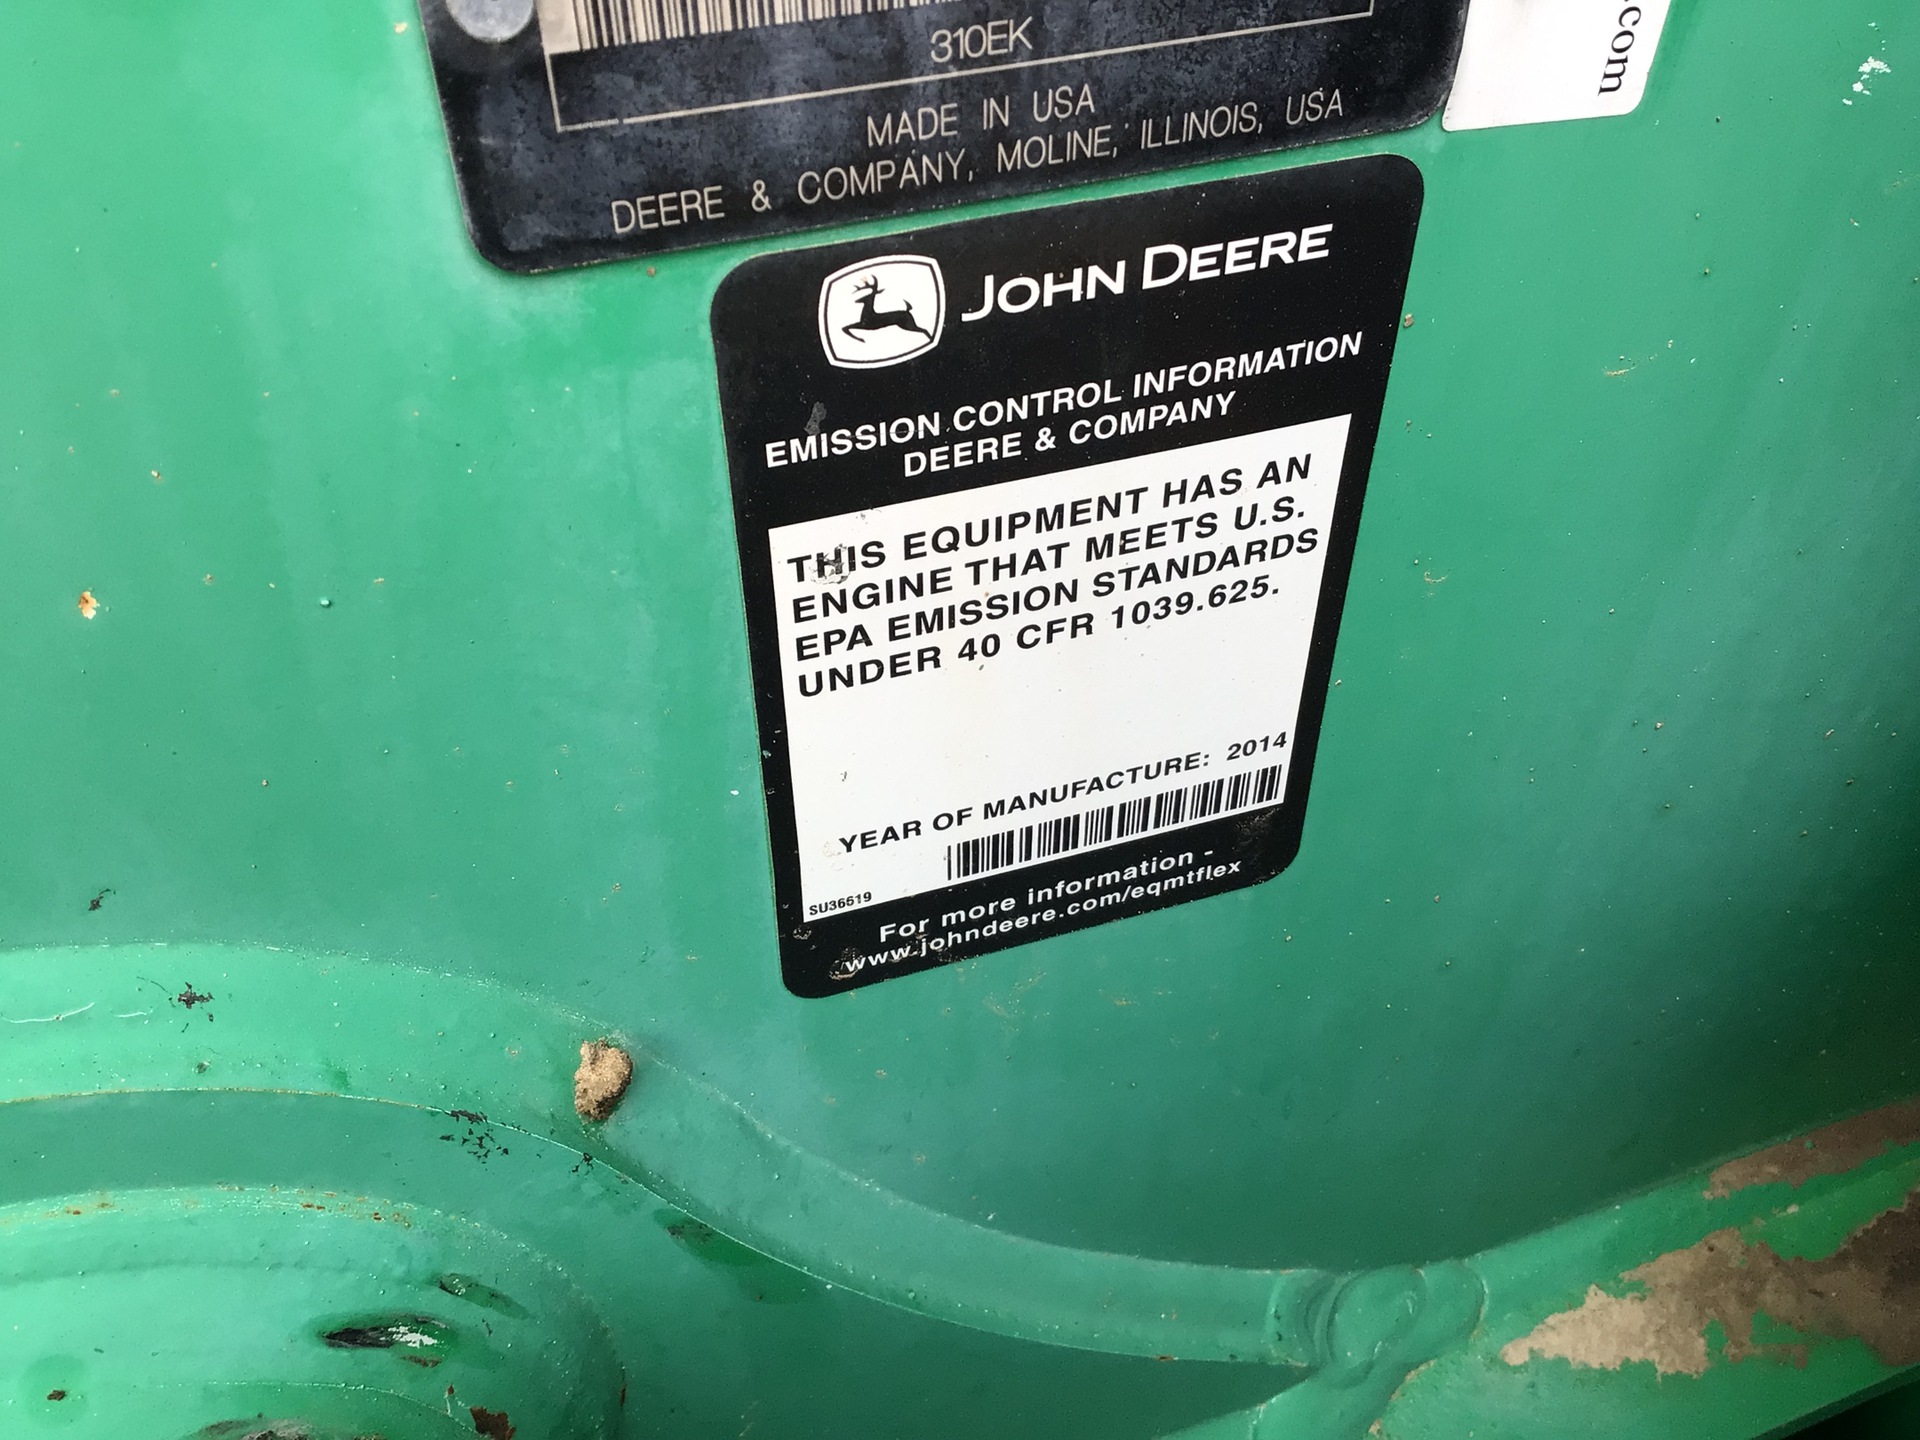 310EK
MADE IN USA
DEERE & COMPANY, MOLINE, ILLINOIS, USA
.com
JOHN DEERE
EMISSION CONTROL INFORMATION
DEERE & COMPANY
THIS EQUIPMENT HAS AN
ENGINE THAT MEETS U.S.
EPA EMISSION STANDARDS
UNDER 40 CFR 1039.625.
YEAR OF MANUFACTURE: 2014
SU36619
For more information -
www.johndeere.com/eqmtflex